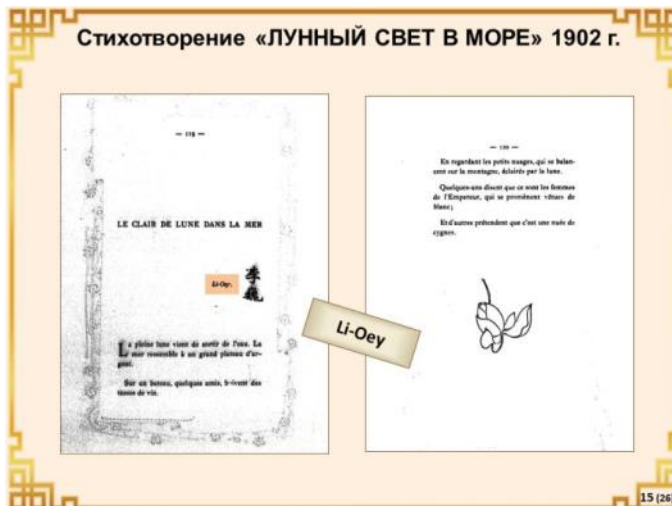 Стихотворение «ЛУННЫЙ СВЕТ В МОРЕ» 1902 г.
— 119 —
LE CLAIR DE LUNE DANS LA MER
Li-Oey.
李
La pleine lune vient de sortir de l'eau. La
mer ressemble à un grand plateau d'ar-
gent.
Sur un bateau, quelques amis, boivent des
tasses de vin.
— 120 —
En regardant les petits nuages, qui se balan-
cent sur la montagne, éclairés par la lune.
Quelques-uns disent que ce sont les femmes
de l'Empereur, qui se promènent vêtues de
blanc;
Et d'autres prétendent que c'est une nuée de
cygnes.
Li-Oey
15 (26)